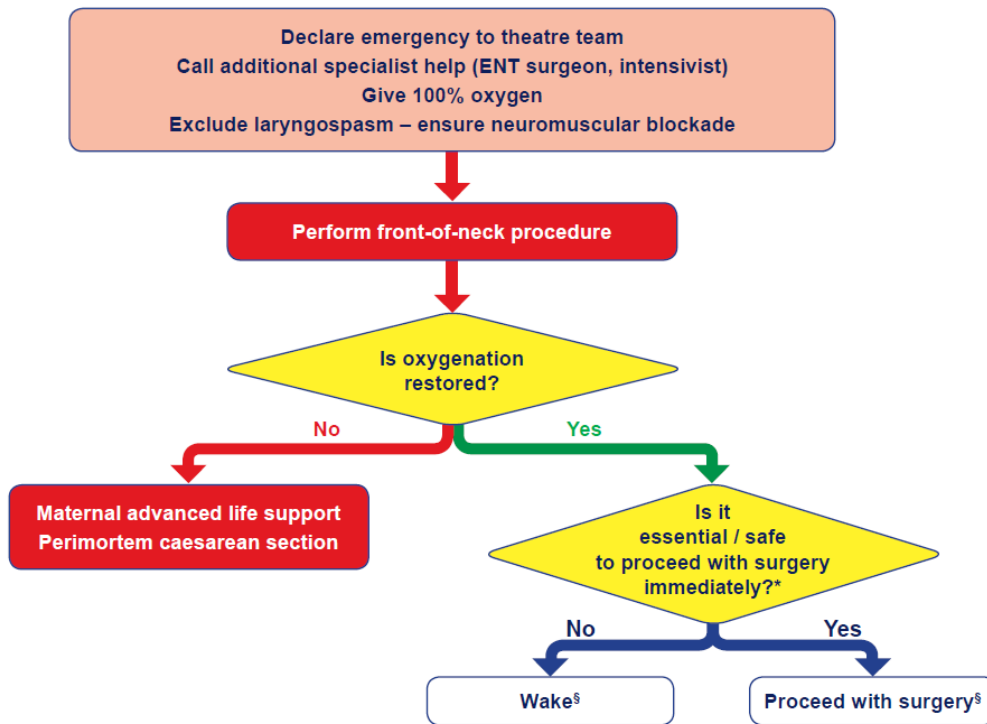 Declare emergency to theatre team
Call additional specialist help (ENT surgeon, intensivist)
Give 100% oxygen
Exclude laryngospasm – ensure neuromuscular blockade
Perform front-of-neck procedure
Is oxygenation
restored?
No
Yes
Maternal advanced life support
Perimortem caesarean section
Is it
essential / safe
to proceed with surgery
immediately?*
No
Yes
Wake§
Proceed with surgery§